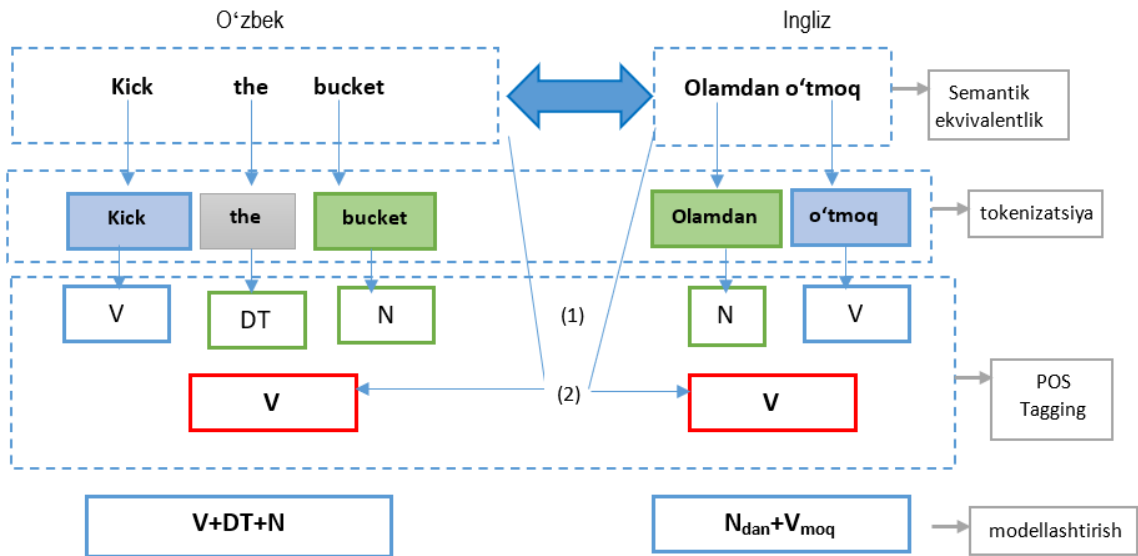 O‘zbek Ingliz
Kick the bucket Olamdan o‘tmoq
Semantik
ekvivalentlik
Kick the bucket Olamdan o‘tmoq
tokenizatsiya
V DT N (1) N V
V (2) V
POS
Tagging
V+DT+N Ndan+Vmoq
modellashtirish